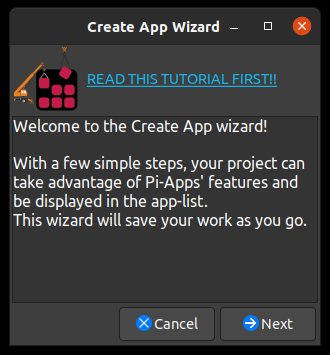 Create App Wizard
READ THIS TUTORIAL FIRST!!
Welcome to the Create App wizard!
With a few simple steps, your project can
take advantage of Pi-Apps' features and
be displayed in the app-list.
This wizard will save your work as you go.
Cancel
Next